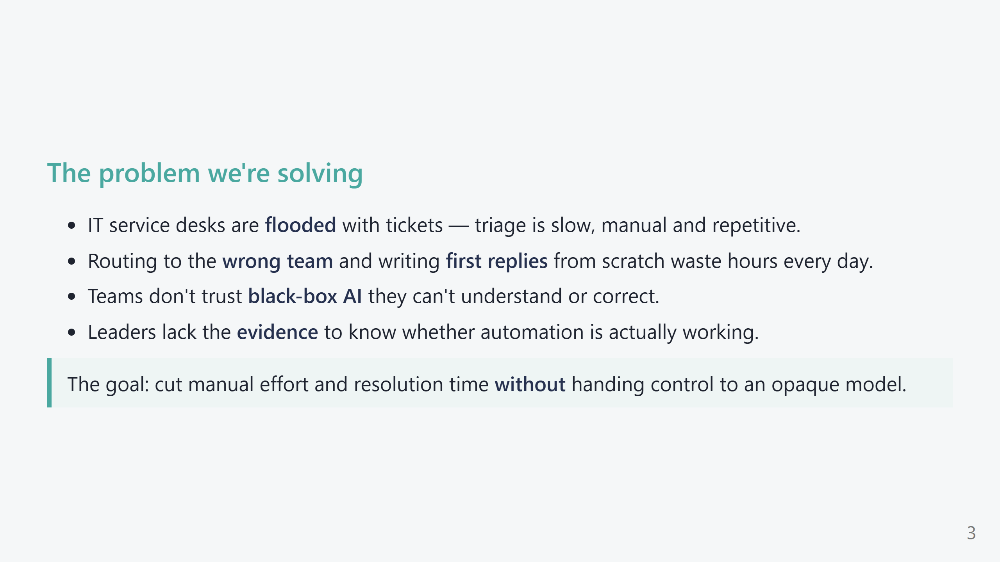 The problem we're solving
• IT service desks are flooded with tickets — triage is slow, manual and repetitive.
• Routing to the wrong team and writing first replies from scratch waste hours every day.
• Teams don't trust black-box AI they can't understand or correct.
• Leaders lack the evidence to know whether automation is actually working.
The goal: cut manual effort and resolution time without handing control to an opaque model.
3